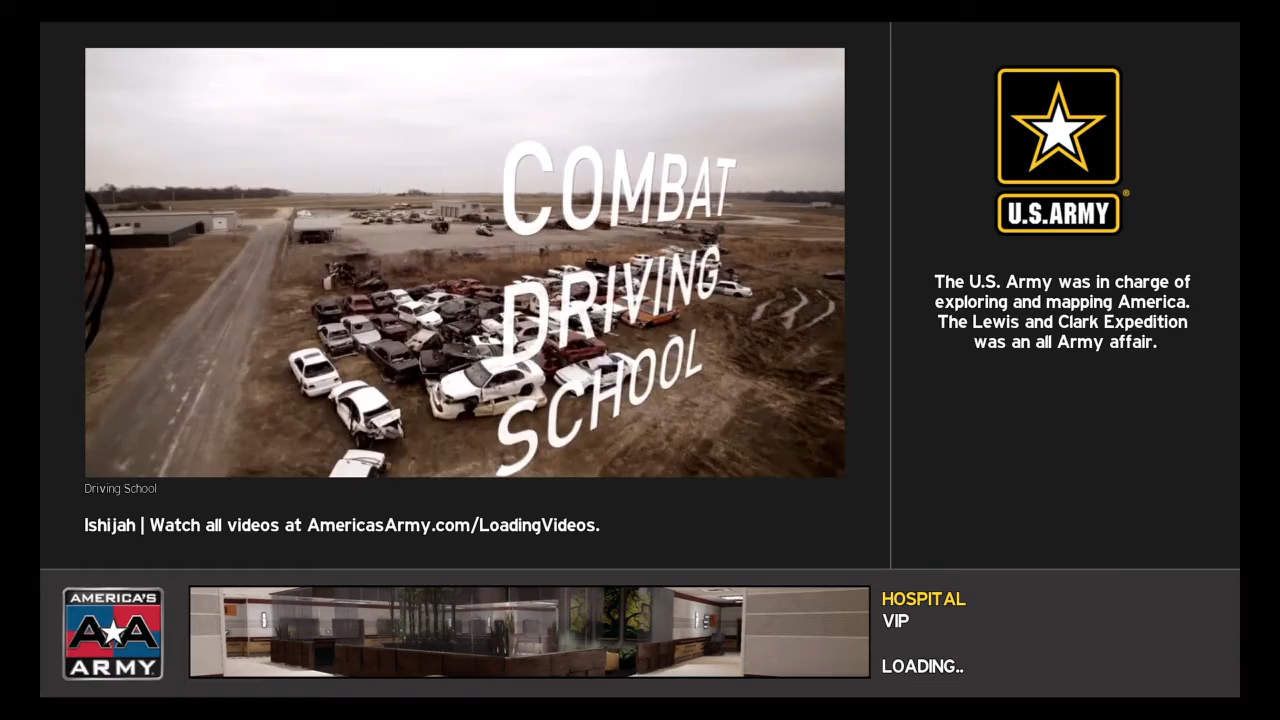 COMBAT
DRIVING
SCHOOL
Driving School
Ishijah | Watch all videos at AmericasArmy.com/LoadingVideos.
U.S.ARMY
The U.S. Army was in charge of
exploring and mapping America.
The Lewis and Clark Expedition
was an all Army affair.
AMERICA'S
AA
ARMY
HOSPITAL
VIP
LOADING..